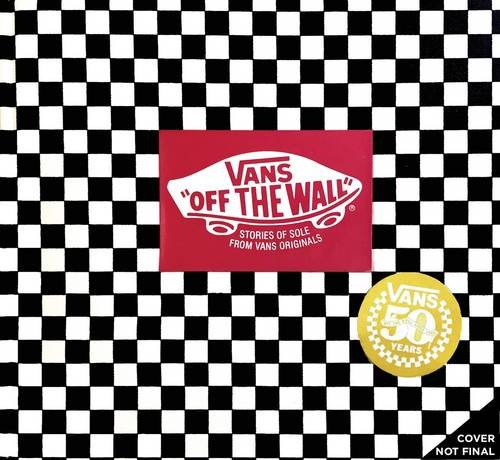 VANS
"OFF THE WALL"
®
STORIES OF SOLE
FROM VANS ORIGINALS
VANS
50
YEARS
COVER
NOT FINAL